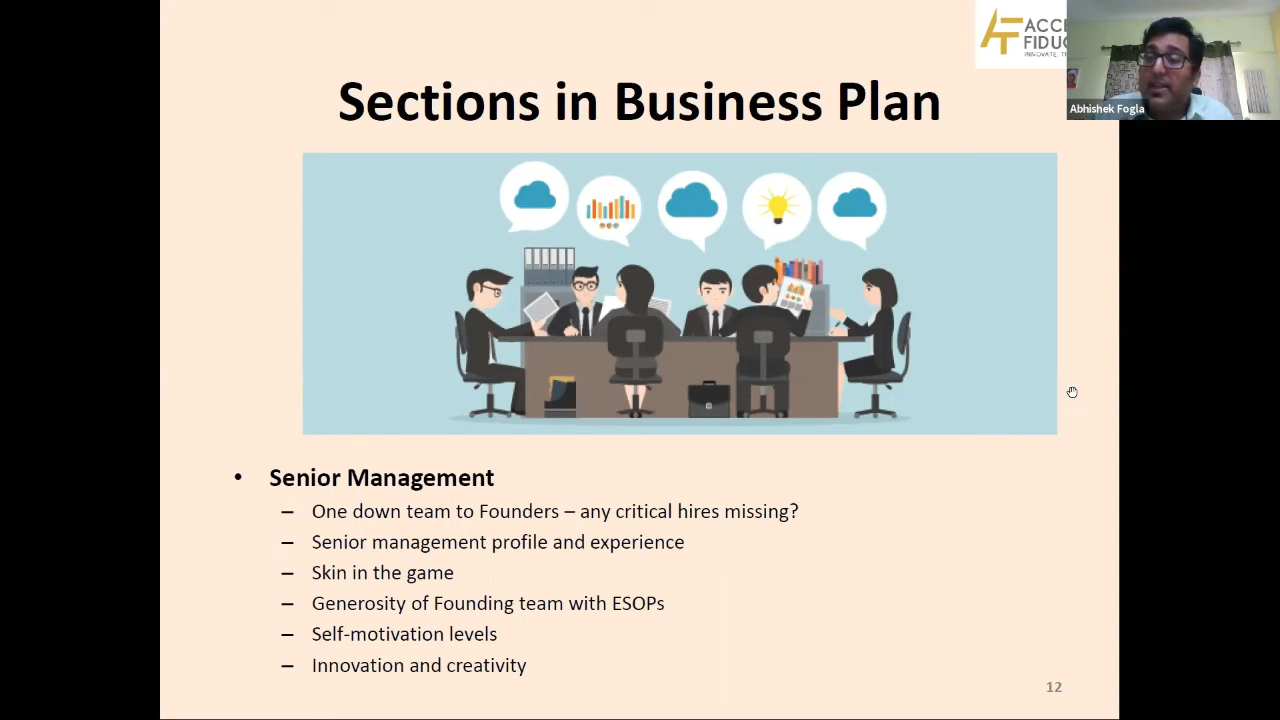 ACCE
FIDUC
Abhishek Fogla
Sections in Business Plan
• Senior Management
– One down team to Founders – any critical hires missing?
– Senior management profile and experience
– Skin in the game
– Generosity of Founding team with ESOPs
– Self-motivation levels
– Innovation and creativity
12